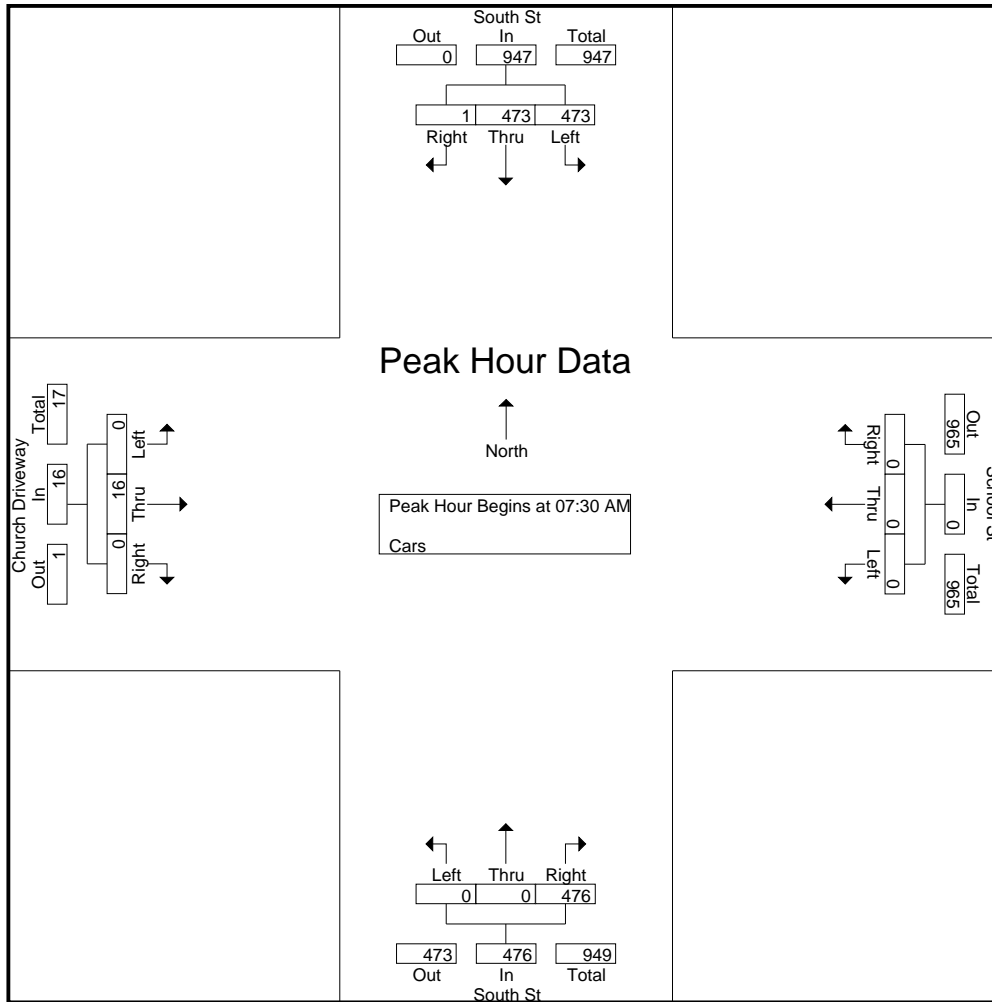 South St
Out In Total
0 947 947
1 473 473
Right Thru Left
Peak Hour Data
North
Peak Hour Begins at 07:30 AM
Cars
Church Driveway
Total In Out
17 16 1
0 16 0
Left Thru Right
Out In Total
965 0 965
0 0 0
Right Thru Left
Left Thru Right
0 0 476
473 476 949
Out In Total
South St